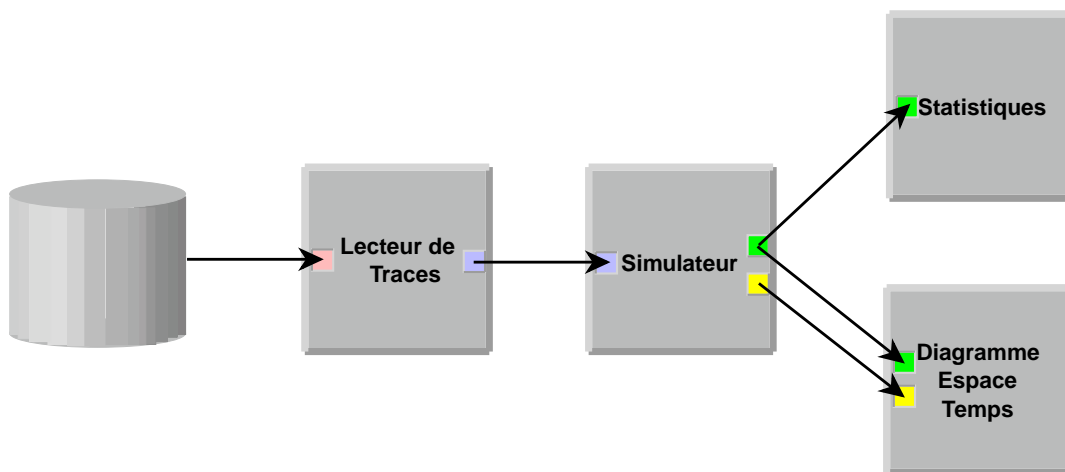 Statistiques
Lecteur de
Traces
Simulateur
Diagramme
Espace
Temps